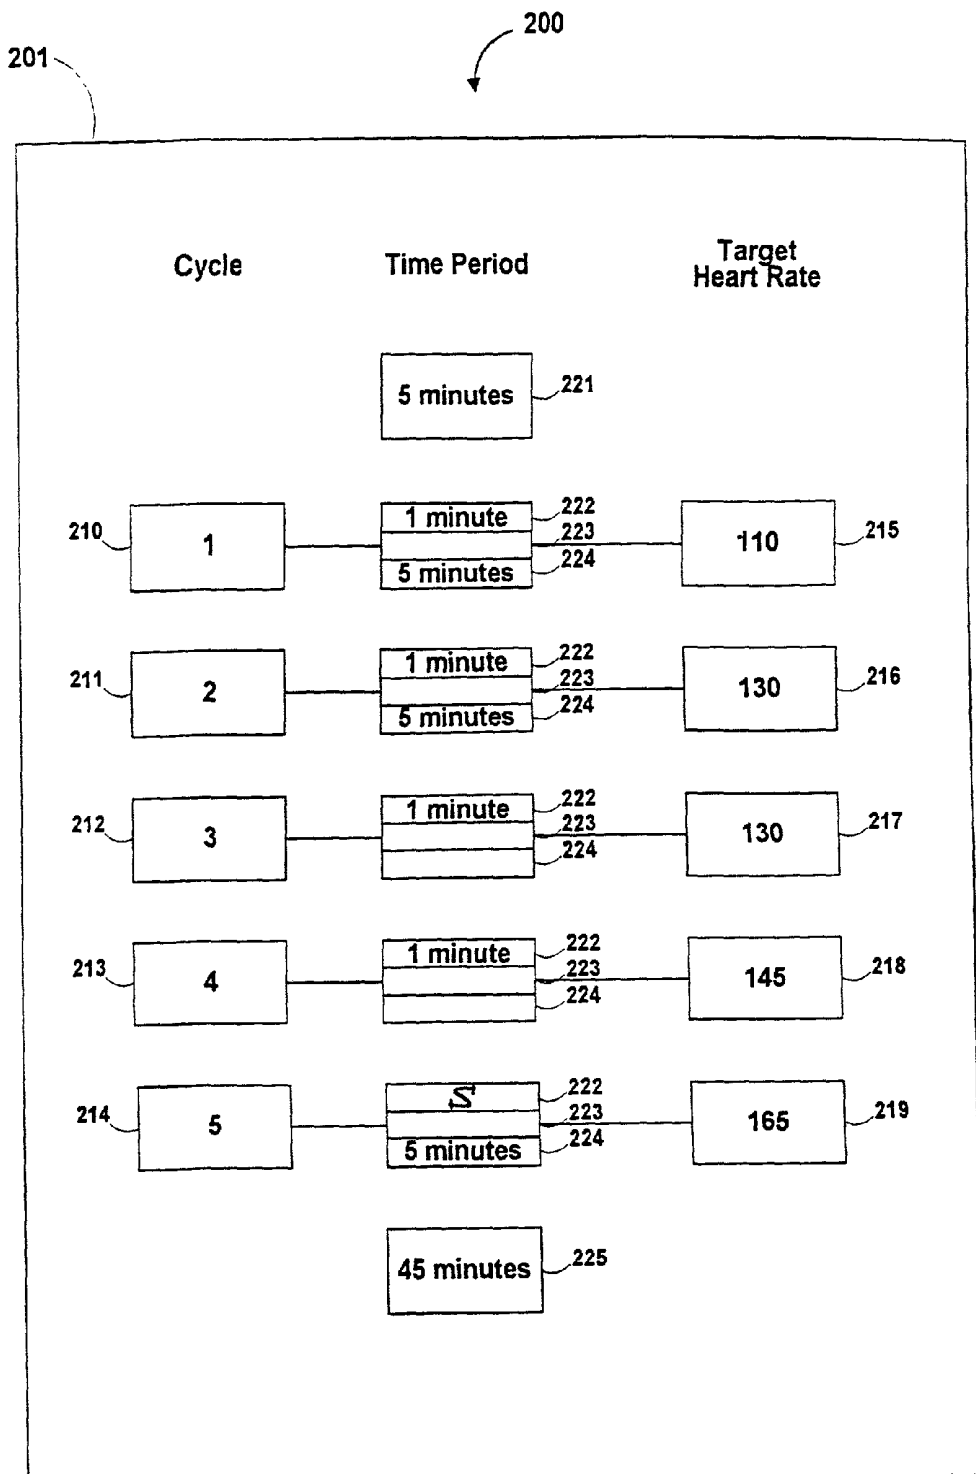 200
201
Cycle Time Period Target Heart Rate
5 minutes 221
210 1 1 minute 222
223
5 minutes 224
110 215
211 2 1 minute 222
223
5 minutes 224
130 216
212 3 1 minute 222
223
224
130 217
213 4 1 minute 222
223
224
145 218
214 5 S 222
223
5 minutes 224
165 219
45 minutes 225